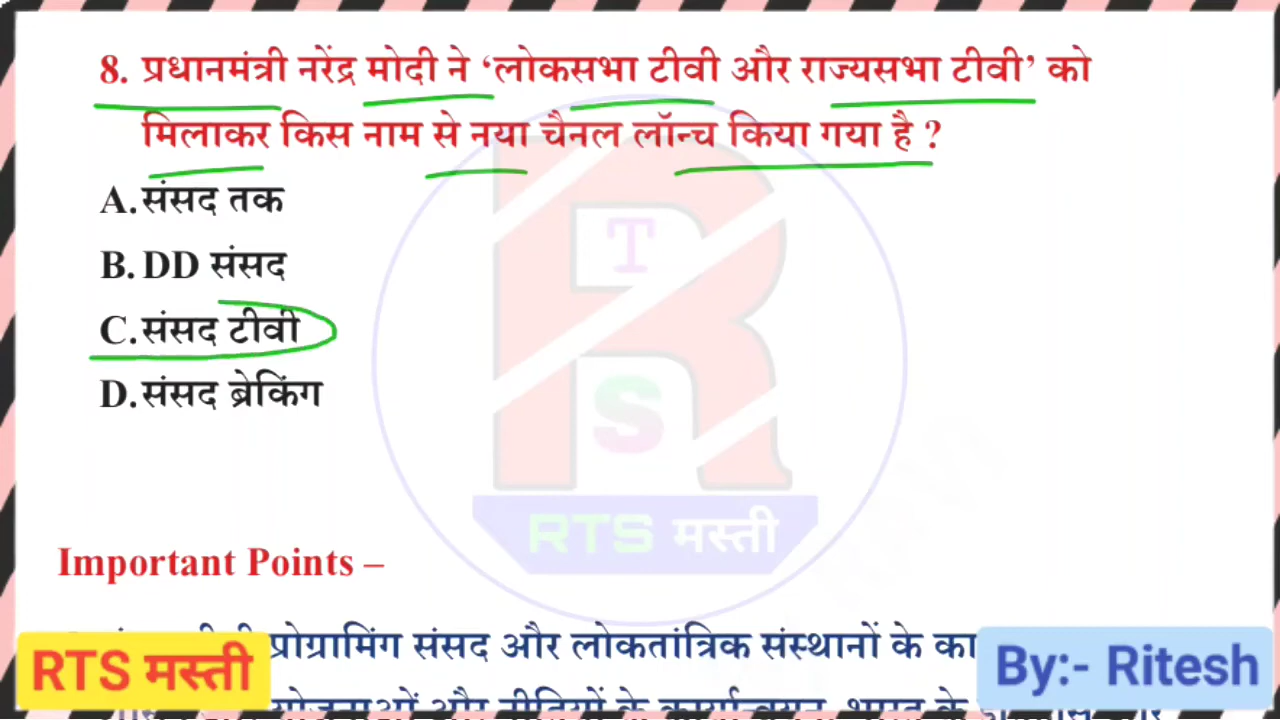 8. प्रधानमंत्री नरेंद्र मोदी ने ‘लोकसभा टीवी और राज्यसभा टीवी’ को
मिलाकर किस नाम से नया चैनल लॉन्च किया गया है ?
A. संसद तक
B. DD संसद
C. संसद टीवी
D. संसद ब्रेकिंग
T
S
RTS मस्ती
Important Points –
प्रोग्रामिंग संसद और लोकतांत्रिक संस्थानों के
RTS मस्ती
By:- Ritesh